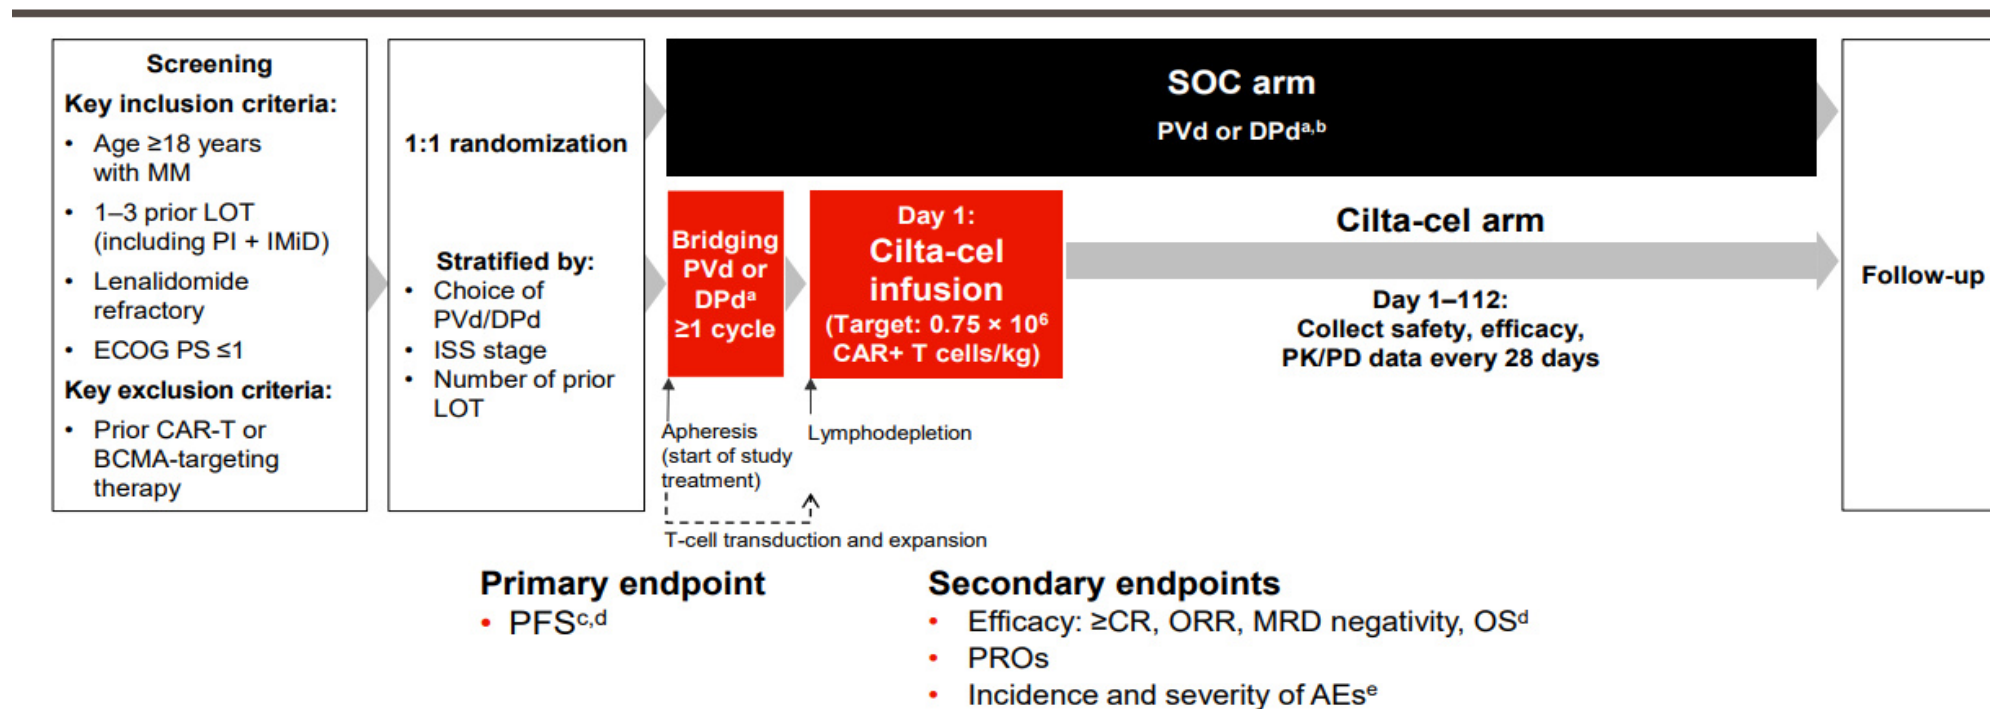 Screening
Key inclusion criteria:
• Age ≥18 years
with MM
• 1–3 prior LOT
(including PI + IMiD)
• Lenalidomide
refractory
• ECOG PS ≤1
Key exclusion criteria:
• Prior CAR-T or
BCMA-targeting
therapy
1:1 randomization
Stratified by:
• Choice of
PVd/DPd
• ISS stage
• Number of prior
LOT
SOC arm
PVd or DPdᵃ,ᵇ
Bridging
PVd or
DPdᵃ
≥1 cycle
Day 1:
Cilta-cel
infusion
(Target: 0.75 × 10⁶
CAR+ T cells/kg)
Cilta-cel arm
Day 1–112:
Collect safety, efficacy,
PK/PD data every 28 days
Follow-up
Apheresis
(start of study
treatment)
Lymphodepletion
T-cell transduction and expansion
Primary endpoint
• PFSᶜ,ᵈ
Secondary endpoints
• Efficacy: ≥CR, ORR, MRD negativity, OSᵈ
• PROs
• Incidence and severity of AEsᵉ